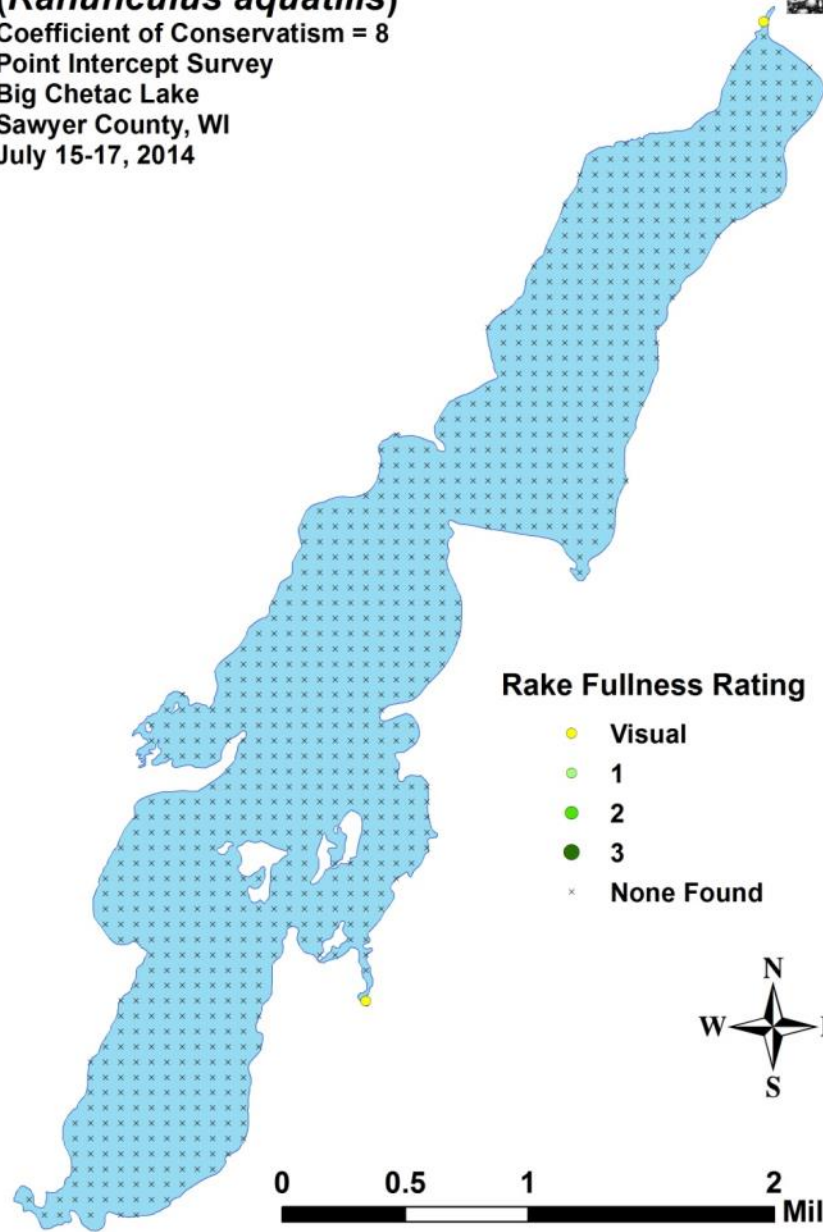 (Ranunculus aquatilis)
Coefficient of Conservatism = 8
Point Intercept Survey
Big Chetac Lake
Sawyer County, WI
July 15-17, 2014
Rake Fullness Rating
Visual
1
2
3
None Found
N
W
S
0 0.5 1 2
Mil